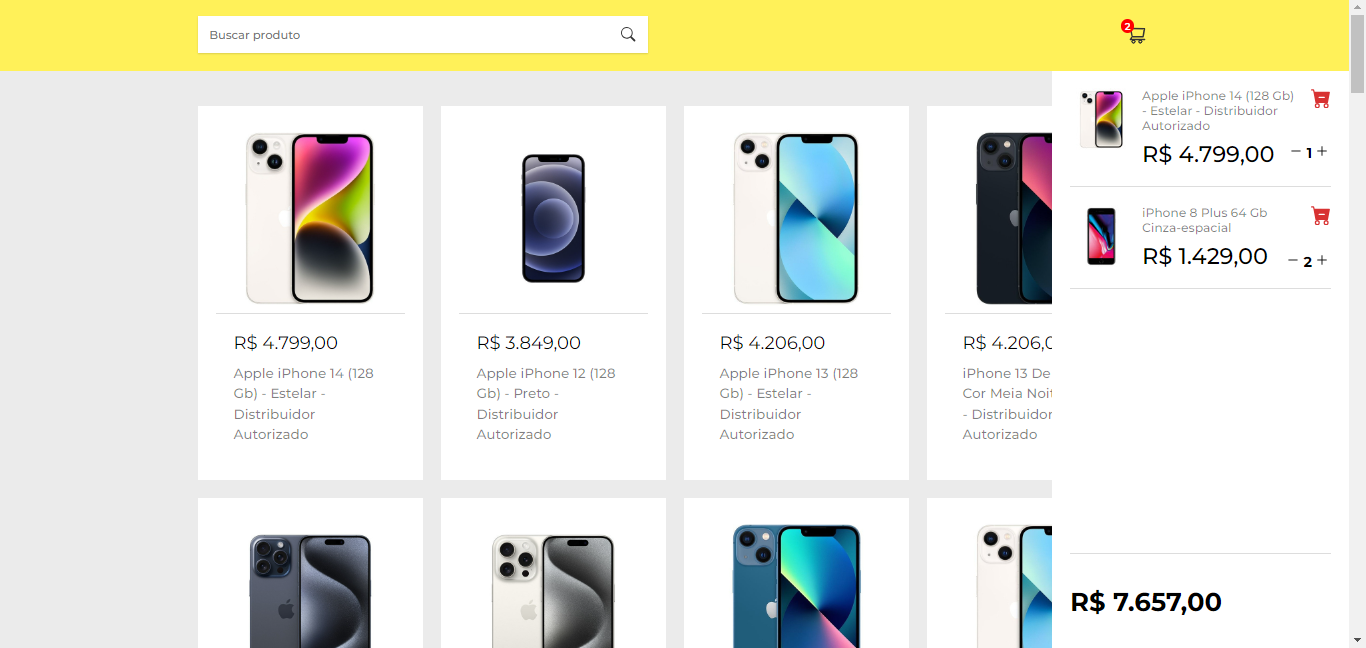 Buscar produto
2
R$ 4.799,00
Apple iPhone 14 (128
Gb) - Estelar -
Distribuidor
Autorizado
R$ 3.849,00
Apple iPhone 12 (128
Gb) - Preto -
Distribuidor
Autorizado
R$ 4.206,00
Apple iPhone 13 (128
Gb) - Estelar -
Distribuidor
Autorizado
R$ 4.206,0
iPhone 13 De
Cor Meia Noit
- Distribuidor
Autorizado
Apple iPhone 14 (128 Gb)
- Estelar - Distribuidor
Autorizado
R$ 4.799,00
− 1 +
iPhone 8 Plus 64 Gb
Cinza-espacial
R$ 1.429,00
− 2 +
R$ 7.657,00